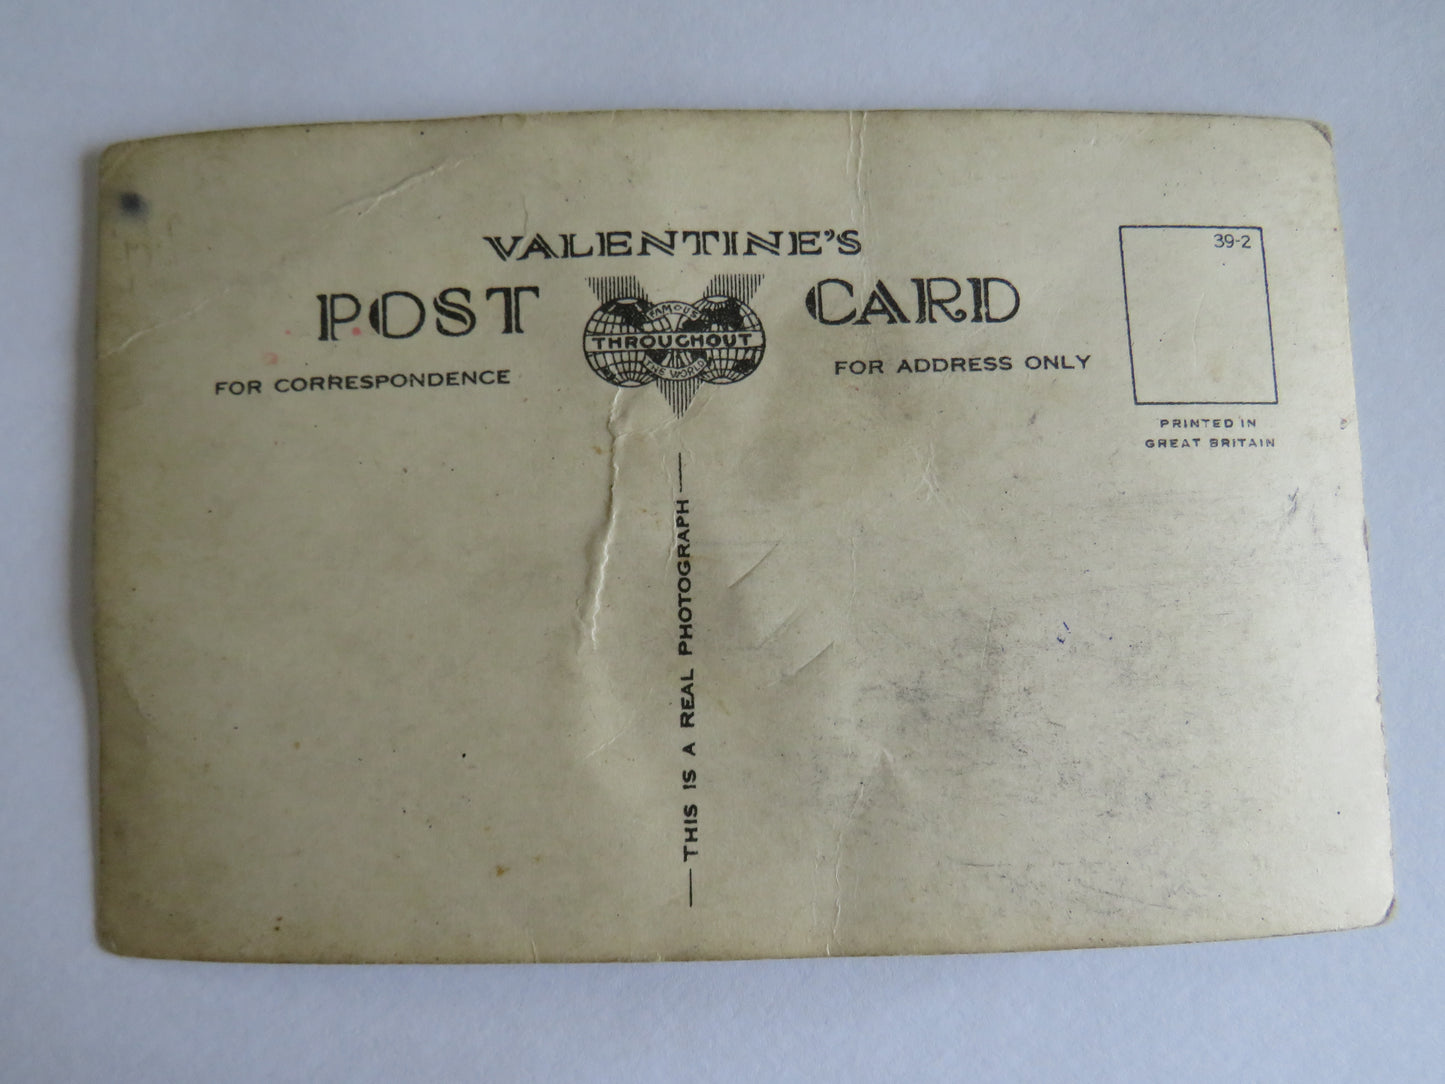 VALENTINE'S
POST CARD
FAMOUS
THROUGHOUT
THE WORLD
FOR CORRESPONDENCE
FOR ADDRESS ONLY
39-2
PRINTED IN
GREAT BRITAIN
THIS IS A REAL PHOTOGRAPH